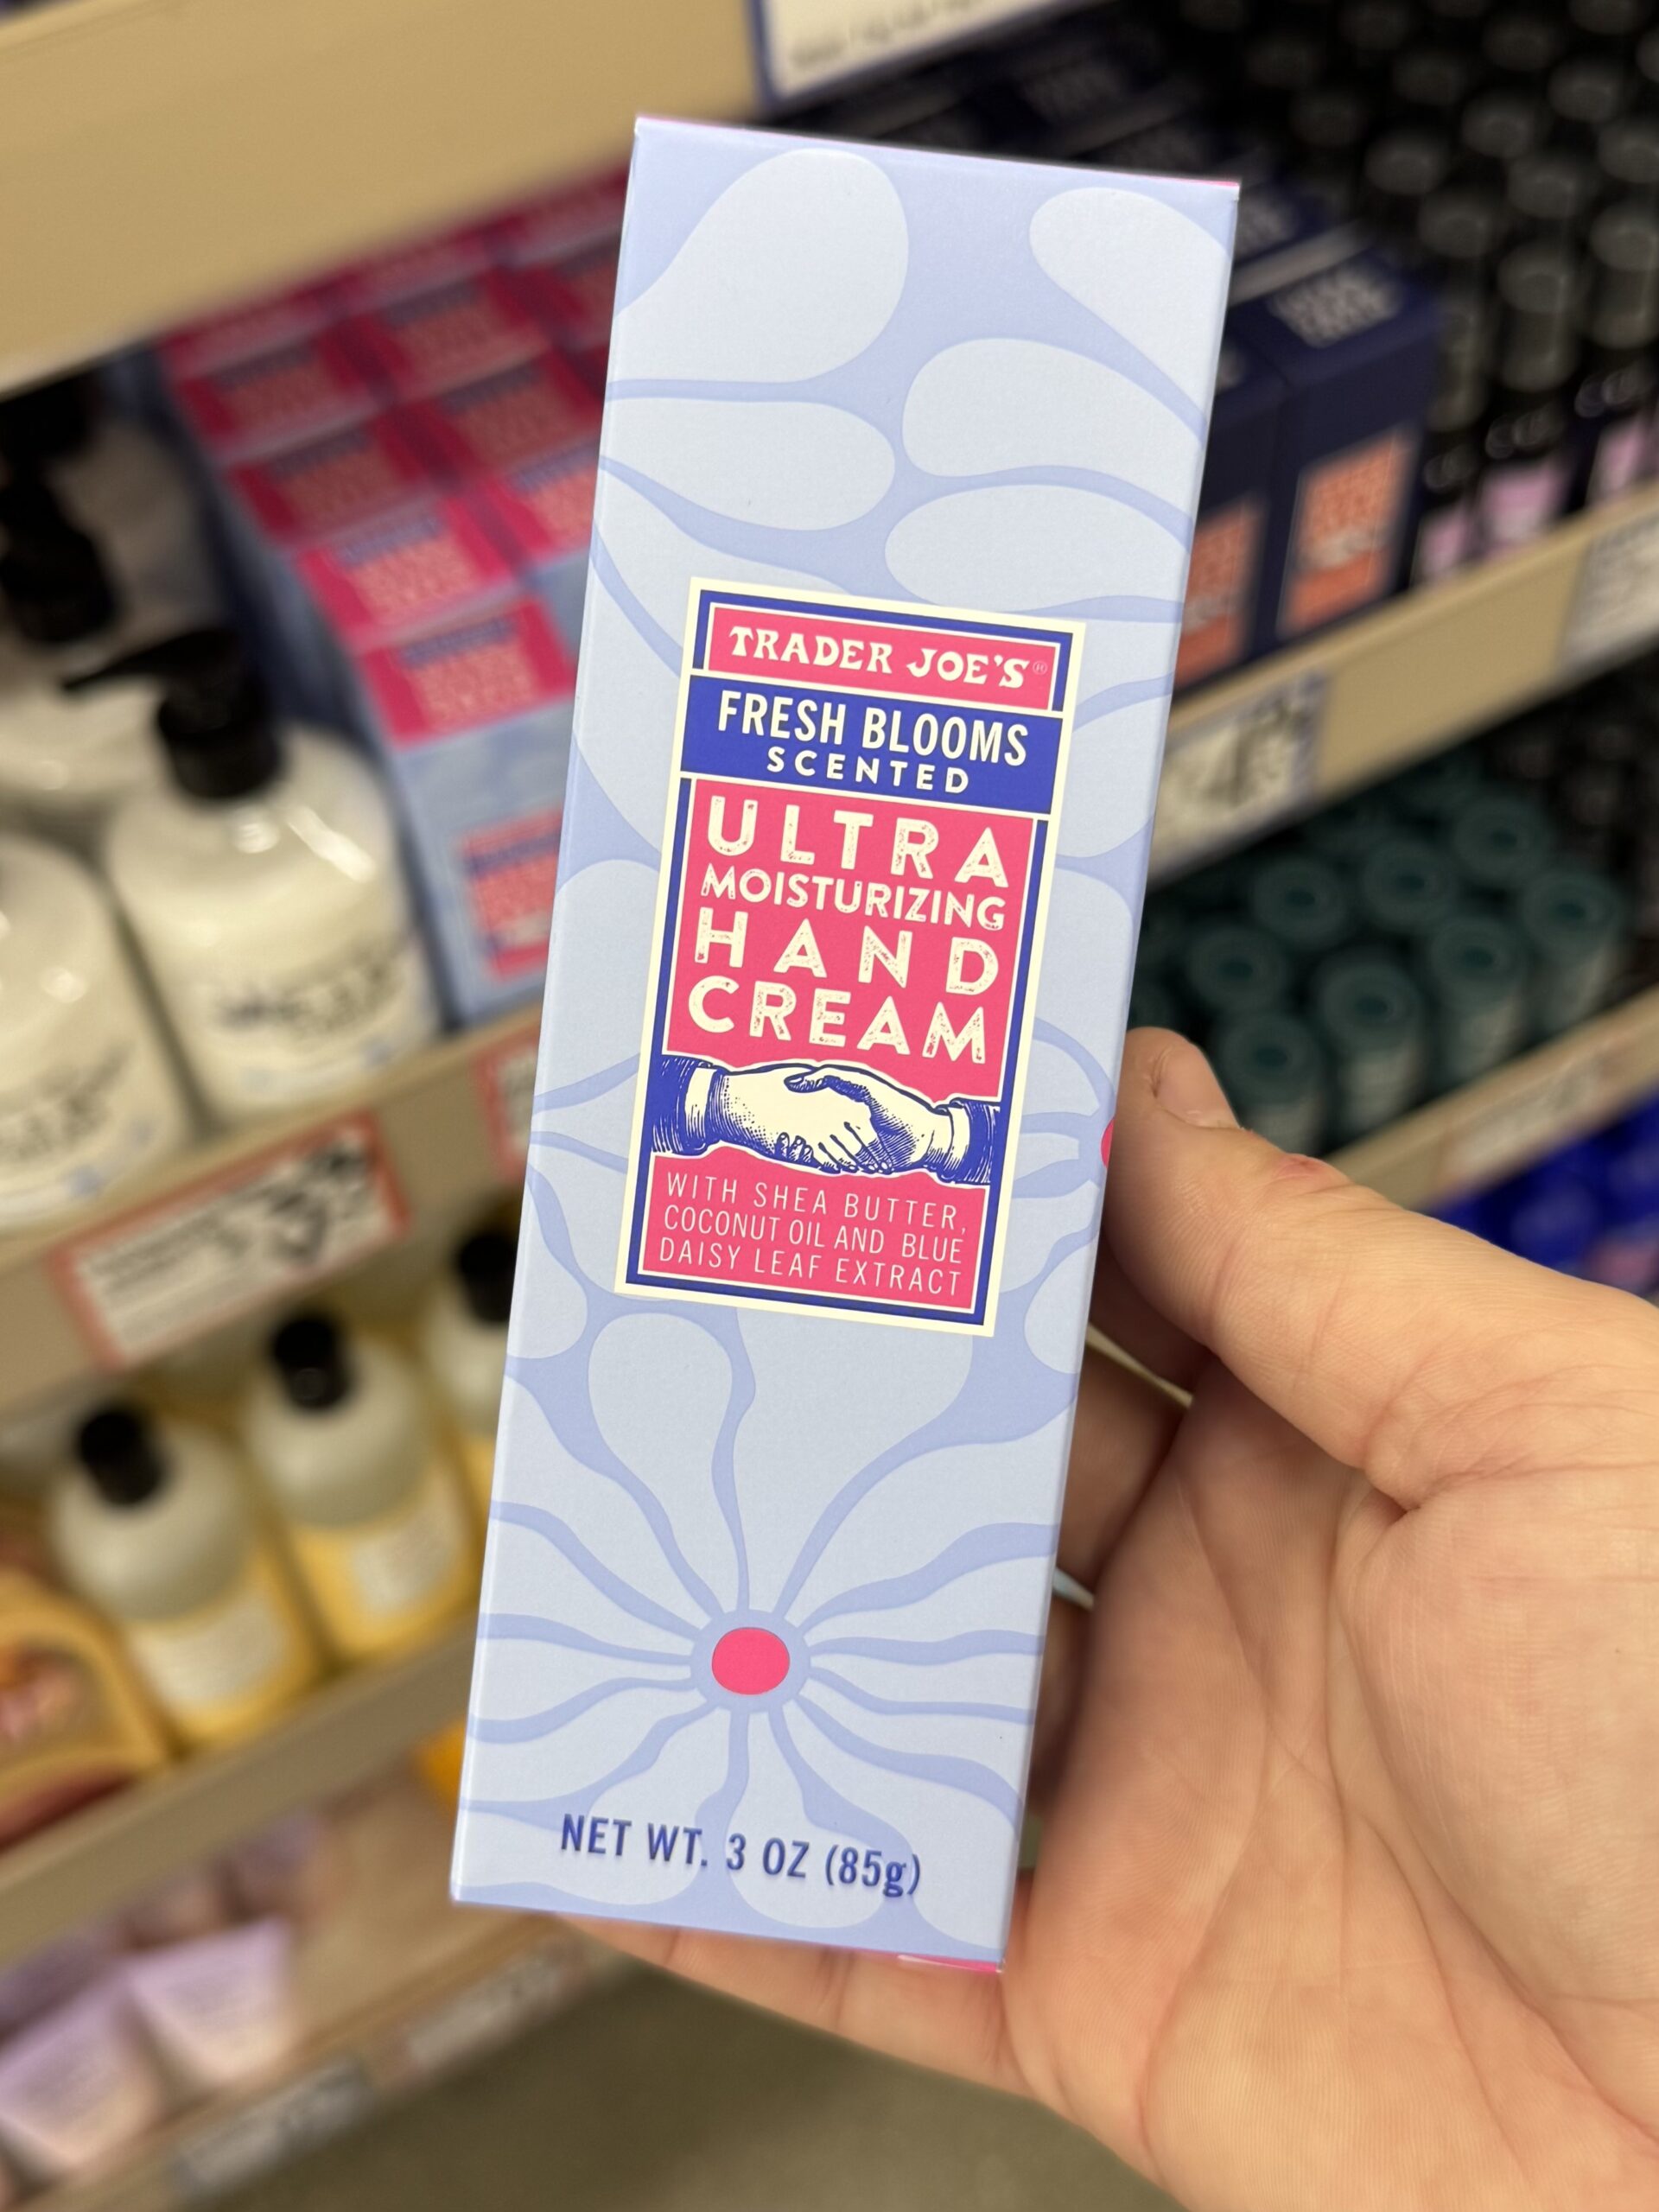 TRADER JOE'S®
FRESH BLOOMS
SCENTED
ULTRA
MOISTURIZING
HAND
CREAM
WITH SHEA BUTTER,
COCONUT OIL AND BLUE
DAISY LEAF EXTRACT
NET WT. 3 OZ (85g)